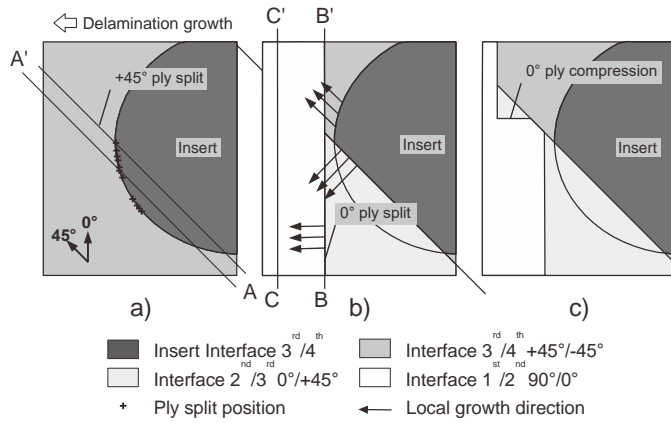 Delamination growth
C' B'
A'
+45° ply split
Insert
45° 0°
A
a)
Insert
0° ply split
C B
b)
0° ply compression
Insert
c)
Insert Interface 3rd/4th
Interface 3rd/4th +45°/-45°
Interface 2nd/3rd 0°/+45°
Interface 1st/2nd 90°/0°
Ply split position
Local growth direction